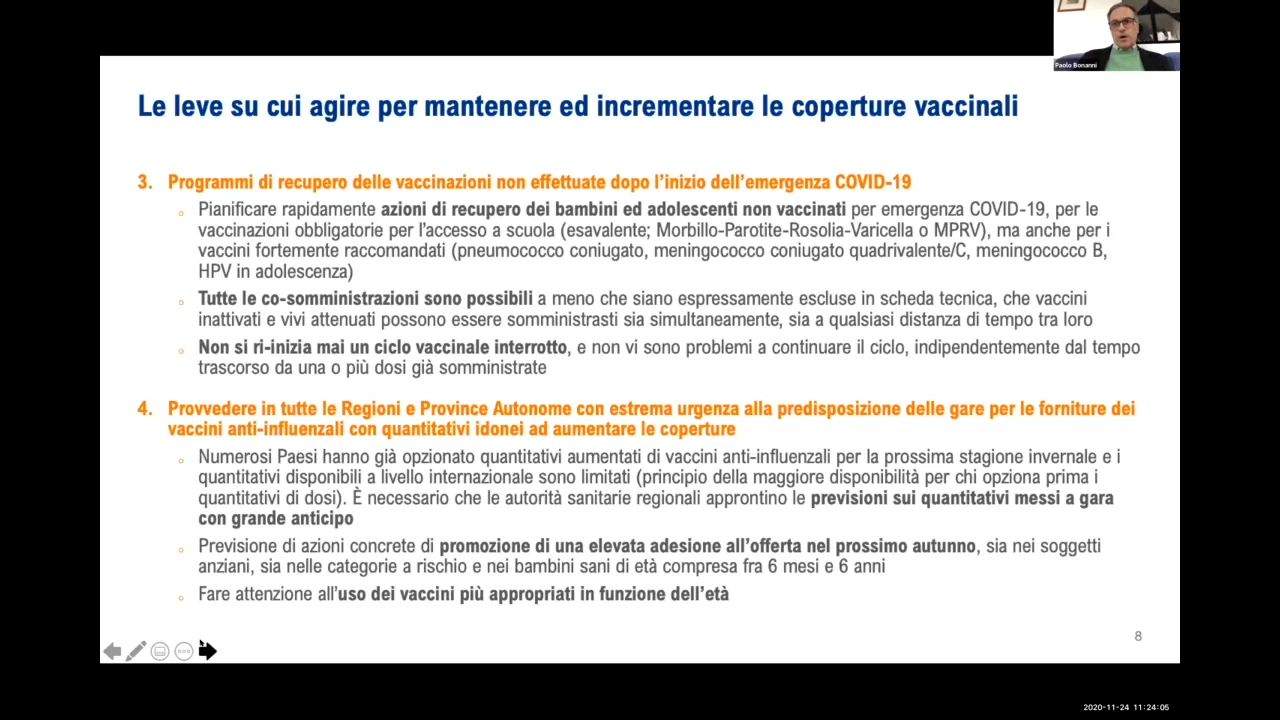 Paolo Bonanni
Le leve su cui agire per mantenere ed incrementare le coperture vaccinali
3. Programmi di recupero delle vaccinazioni non effettuate dopo l'inizio dell'emergenza COVID-19
Pianificare rapidamente azioni di recupero dei bambini ed adolescenti non vaccinati per emergenza COVID-19, per le
vaccinazioni obbligatorie per l'accesso a scuola (esavalente; Morbillo-Parotite-Rosolia-Varicella o MPRV), ma anche per i
vaccini fortemente raccomandati (pneumococco coniugato, meningococco coniugato quadrivalente/C, meningococco B,
HPV in adolescenza)
Tutte le co-somministrazioni sono possibili a meno che siano espressamente escluse in scheda tecnica, che vaccini
inattivati e vivi attenuati possono essere somministrasti sia simultaneamente, sia a qualsiasi distanza di tempo tra loro
Non si ri-inizia mai un ciclo vaccinale interrotto, e non vi sono problemi a continuare il ciclo, indipendentemente dal tempo
trascorso da una o più dosi già somministrate
4. Provvedere in tutte le Regioni e Province Autonome con estrema urgenza alla predisposizione delle gare per le forniture dei
vaccini anti-influenzali con quantitativi idonei ad aumentare le coperture
Numerosi Paesi hanno già opzionato quantitativi aumentati di vaccini anti-influenzali per la prossima stagione invernale e i
quantitativi disponibili a livello internazionale sono limitati (principio della maggiore disponibilità per chi opziona prima i
quantitativi di dosi). È necessario che le autorità sanitarie regionali approntino le previsioni sui quantitativi messi a gara
con grande anticipo
Previsione di azioni concrete di promozione di una elevata adesione all'offerta nel prossimo autunno, sia nei soggetti
anziani, sia nelle categorie a rischio e nei bambini sani di età compresa fra 6 mesi e 6 anni
Fare attenzione all'uso dei vaccini più appropriati in funzione dell'età
8
2020-11-24 11:24:05